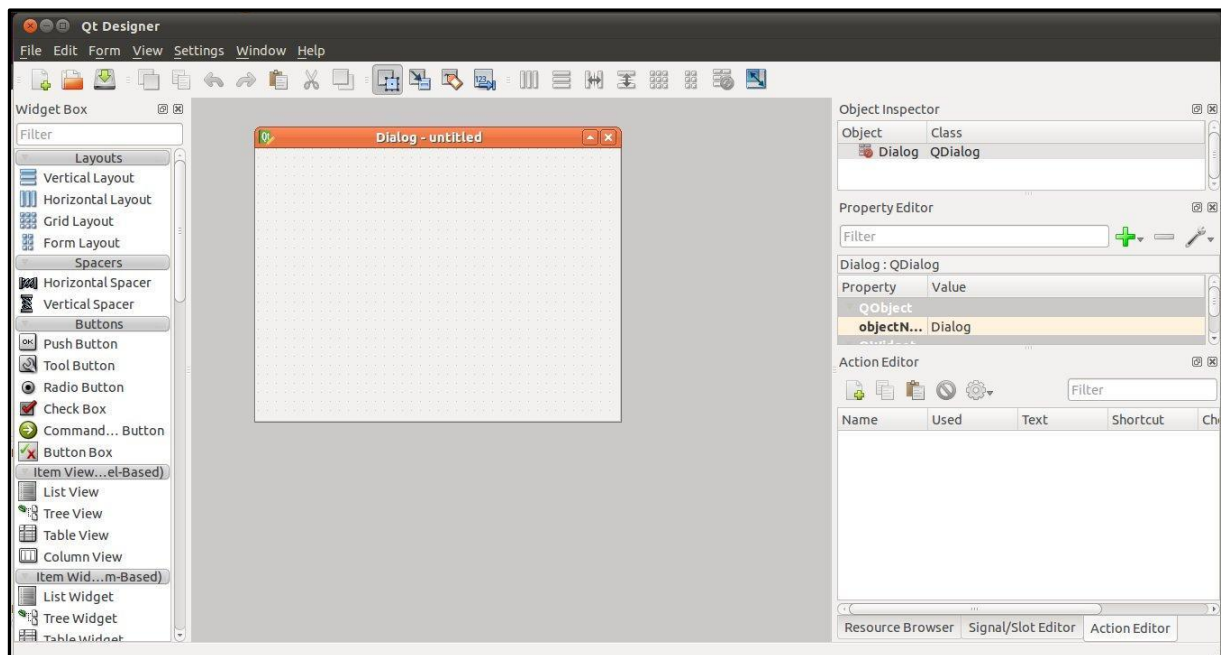 Qt Designer
File Edit Form View Settings Window Help
Widget Box
Filter
Layouts
Vertical Layout
Horizontal Layout
Grid Layout
Form Layout
Spacers
Horizontal Spacer
Vertical Spacer
Buttons
Push Button
Tool Button
Radio Button
Check Box
Command... Button
Button Box
Item View...el-Based)
List View
Tree View
Table View
Column View
Item Wid...m-Based)
List Widget
Tree Widget
Table Widget
Dialog - untitled
Object Inspector
Object Class
Dialog QDialog
Property Editor
Filter
Dialog : QDialog
Property Value
QObject
objectN... Dialog
QWidget
Action Editor
Filter
Name Used Text Shortcut Che
Resource Browser Signal/Slot Editor Action Editor